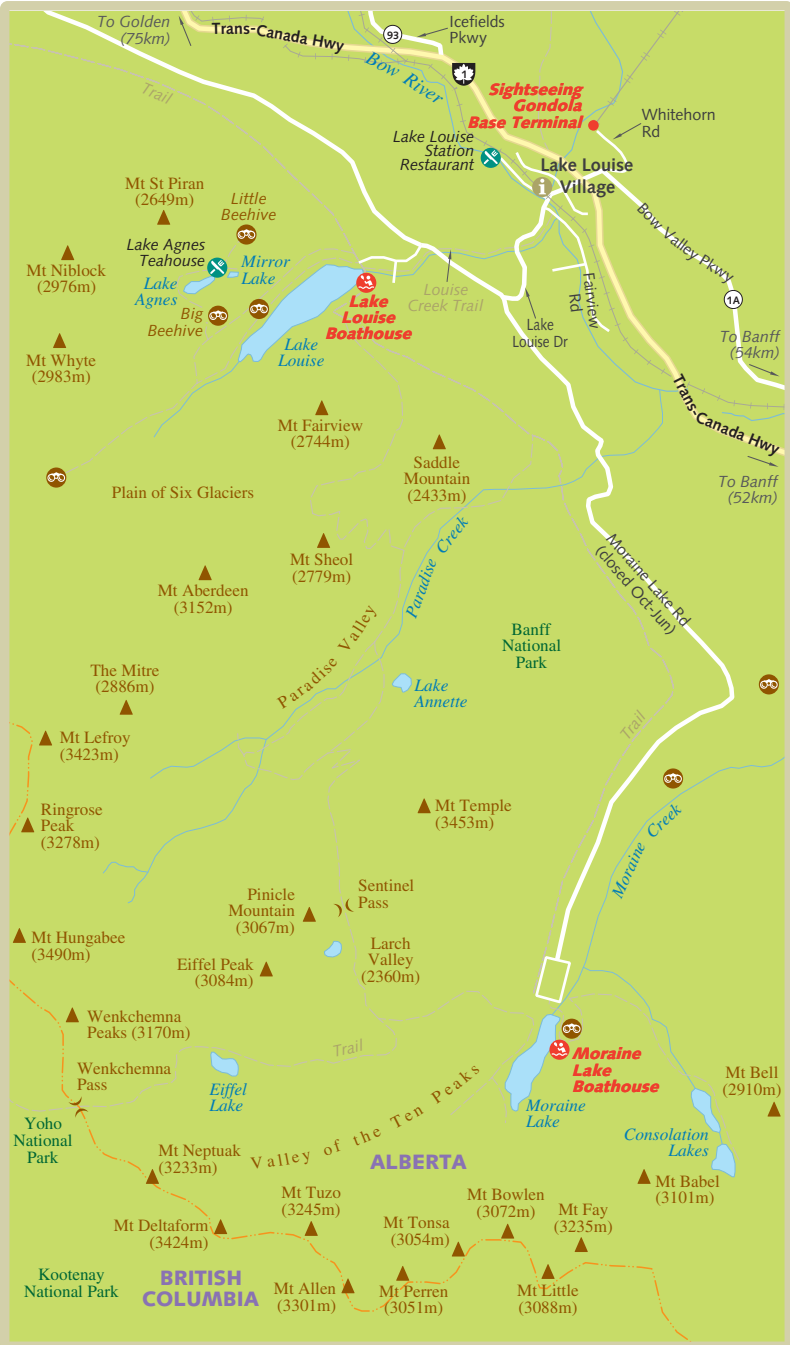 To Golden
(75km)
Trans-Canada Hwy
93
Icefields
Pkwy
1
Bow River
Trail
Sightseeing
Gondola
Base Terminal
Whitehorn
Rd
Lake Louise
Station
Restaurant
Lake Louise
Village
i
Bow Valley Pkwy
1A
To Banff
(54km)
Mt St Piran
(2649m)
Little
Beehive
Lake Agnes
Teahouse
Mirror
Lake
Lake
Agnes
Mt Niblock
(2976m)
Big
Beehive
Lake
Louise
Boathouse
Louise
Creek Trail
Fairview
Rd
Lake
Louise Dr
Lake
Louise
Mt Whyte
(2983m)
Trans-Canada Hwy
To Banff
(52km)
Mt Fairview
(2744m)
Saddle
Mountain
(2433m)
Plain of Six Glaciers
Mt Sheol
(2779m)
Mt Aberdeen
(3152m)
Paradise Creek
Moraine Lake Rd
(closed Oct-Jun)
Banff
National
Park
Paradise Valley
The Mitre
(2886m)
Lake
Annette
Trail
Mt Lefroy
(3423m)
Ringrose
Peak
(3278m)
Mt Temple
(3453m)
Moraine Creek
Pinicle
Mountain
(3067m)
Sentinel
Pass
Mt Hungabee
(3490m)
Larch
Valley
(2360m)
Eiffel Peak
(3084m)
Wenkchemna
Peaks (3170m)
Trail
Moraine
Lake
Boathouse
Wenkchemna
Pass
Eiffel
Lake
Moraine
Lake
Mt Bell
(2910m)
Yoho
National
Park
Valley of the Ten Peaks
Consolation
Lakes
Mt Neptuak
(3233m)
ALBERTA
Mt Babel
(3101m)
Mt Tuzo
(3245m)
Mt Bowlen
(3072m)
Mt Deltaform
(3424m)
Mt Tonsa
(3054m)
Mt Fay
(3235m)
Kootenay
National Park
BRITISH
COLUMBIA
Mt Allen
(3301m)
Mt Perren
(3051m)
Mt Little
(3088m)